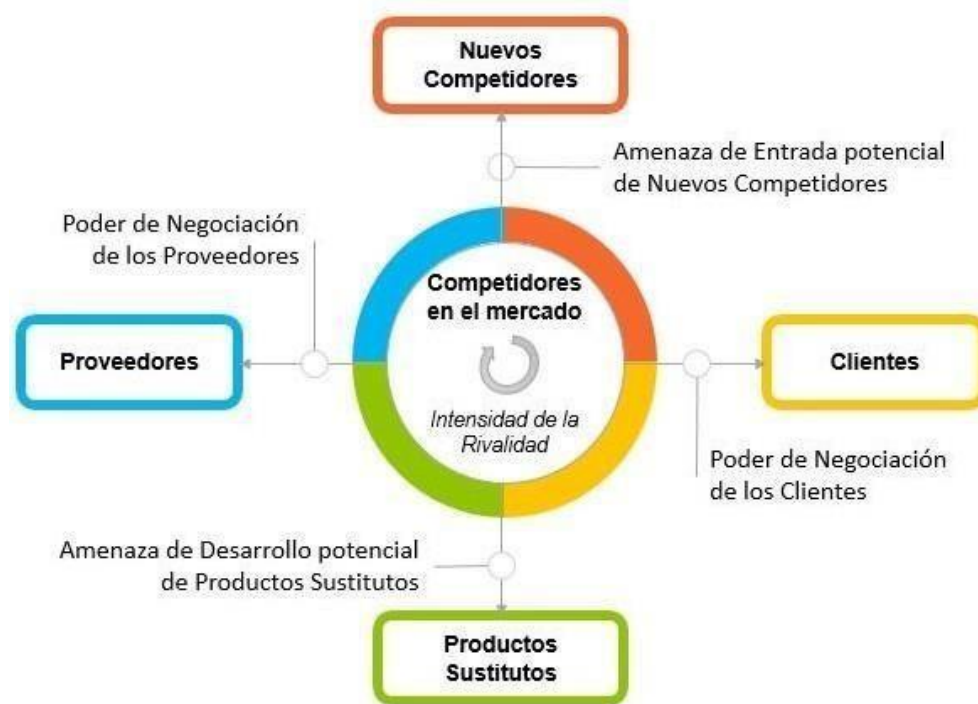 Nuevos
Competidores
Amenaza de Entrada potencial
de Nuevos Competidores
Poder de Negociación
de los Proveedores
Competidores
en el mercado
Proveedores
Clientes
Intensidad de la
Rivalidad
Poder de Negociación
de los Clientes
Amenaza de Desarrollo potencial
de Productos Sustitutos
Productos
Sustitutos